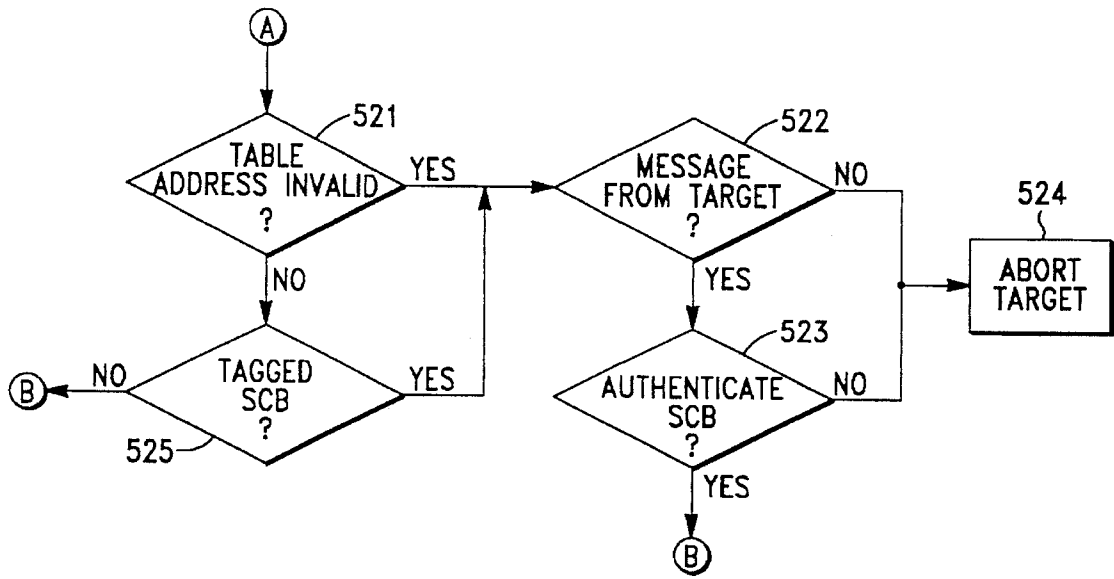 A
521
TABLE
ADDRESS INVALID
?
YES
NO
TAGGED
SCB
?
YES
NO
B
525
522
MESSAGE
FROM TARGET
?
NO
YES
523
AUTHENTICATE
SCB
?
NO
YES
B
524
ABORT
TARGET